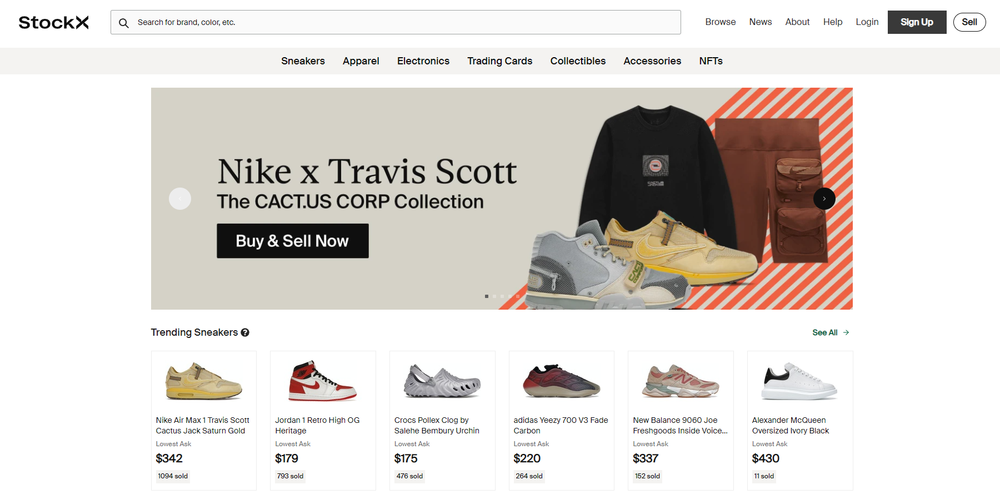 StockX
Search for brand, color, etc.
Browse News About Help Login Sign Up Sell
Sneakers Apparel Electronics Trading Cards Collectibles Accessories NFTs
Nike x Travis Scott
The CACT.US CORP Collection
Buy & Sell Now
Trending Sneakers
See All
Nike Air Max 1 Travis Scott
Cactus Jack Saturn Gold
Lowest Ask
$342
1094 sold
Jordan 1 Retro High OG
Heritage
Lowest Ask
$179
793 sold
Crocs Pollex Clog by
Salehe Bembury Urchin
Lowest Ask
$175
476 sold
adidas Yeezy 700 V3 Fade
Carbon
Lowest Ask
$220
264 sold
New Balance 9060 Joe
Freshgoods Inside Voice...
Lowest Ask
$337
152 sold
Alexander McQueen
Oversized Ivory Black
Lowest Ask
$430
11 sold